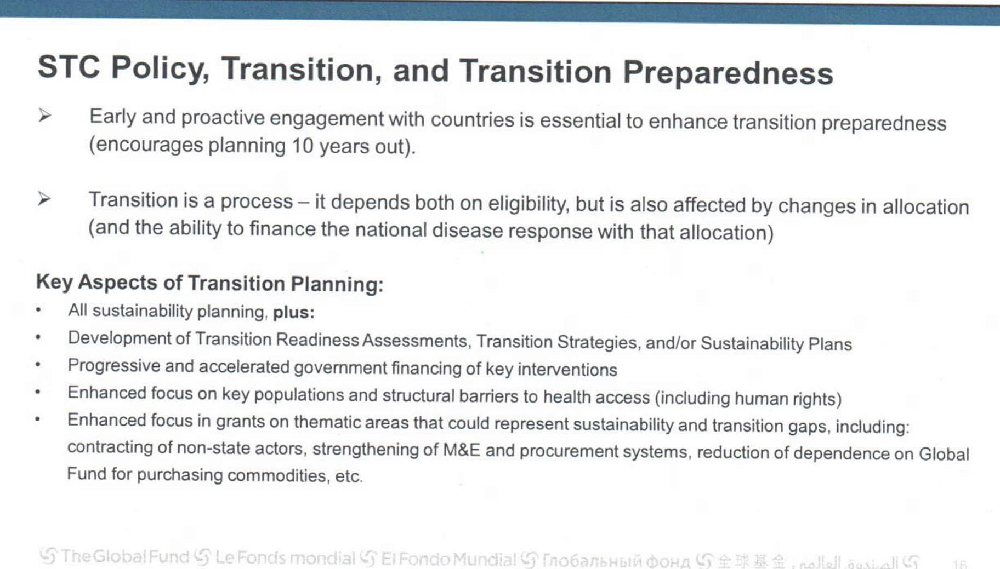 STC Policy, Transition, and Transition Preparedness
➢ Early and proactive engagement with countries is essential to enhance transition preparedness
(encourages planning 10 years out).
➢ Transition is a process – it depends both on eligibility, but is also affected by changes in allocation
(and the ability to finance the national disease response with that allocation)
Key Aspects of Transition Planning:
• All sustainability planning, plus:
• Development of Transition Readiness Assessments, Transition Strategies, and/or Sustainability Plans
• Progressive and accelerated government financing of key interventions
• Enhanced focus on key populations and structural barriers to health access (including human rights)
• Enhanced focus in grants on thematic areas that could represent sustainability and transition gaps, including:
contracting of non-state actors, strengthening of M&E and procurement systems, reduction of dependence on Global
Fund for purchasing commodities, etc.
The Global Fund Le Fonds mondial El Fondo Mundial Глобальный фонд 全球基金 الصندوق العالمي 16